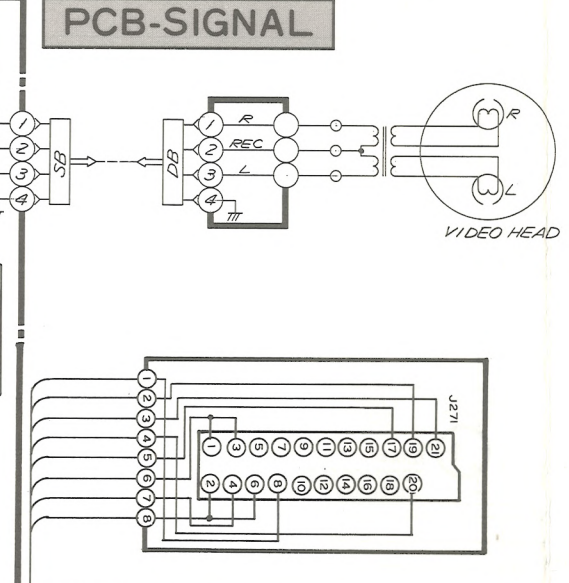 PCB-SIGNAL
1 1 R R
2 SB DB 2 REC
3 3 L L
4 4
VIDEO HEAD
J271
1
2
3
4
5
6
7
8
1 3 5 7 9 11 13 15 17 19 21
2 4 6 8 10 12 14 16 18 20